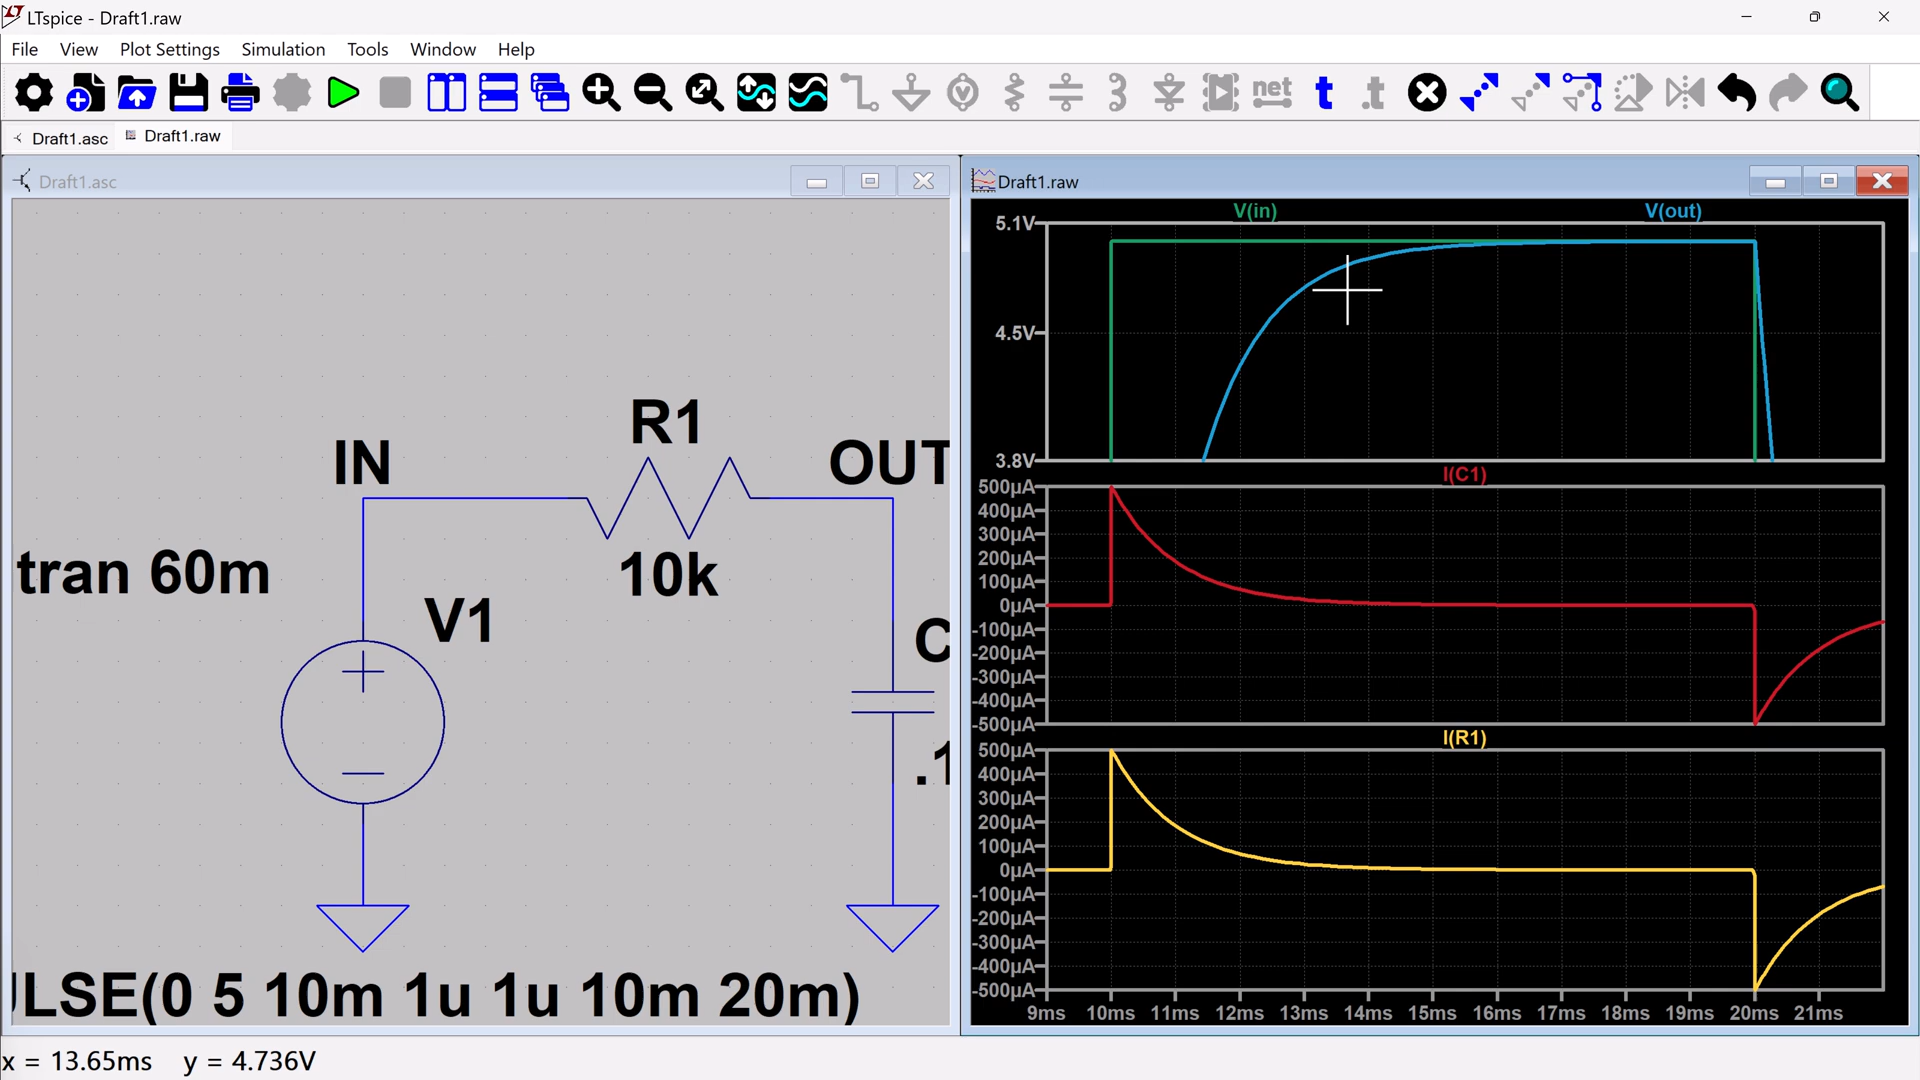 LTspice - Draft1.raw
File View Plot Settings Simulation Tools Window Help
net t .t
Draft1.asc Draft1.raw
Draft1.asc
IN
R1
OUT
10k
tran 60m
V1
C
.1
LSE(0 5 10m 1u 1u 10m 20m)
Draft1.raw
V(in) V(out)
5.1V
4.5V
3.8V
I(C1)
500µA
400µA
300µA
200µA
100µA
0µA
-100µA
-200µA
-300µA
-400µA
-500µA
I(R1)
500µA
400µA
300µA
200µA
100µA
0µA
-100µA
-200µA
-300µA
-400µA
-500µA
9ms 10ms 11ms 12ms 13ms 14ms 15ms 16ms 17ms 18ms 19ms 20ms 21ms
x = 13.65ms y = 4.736V